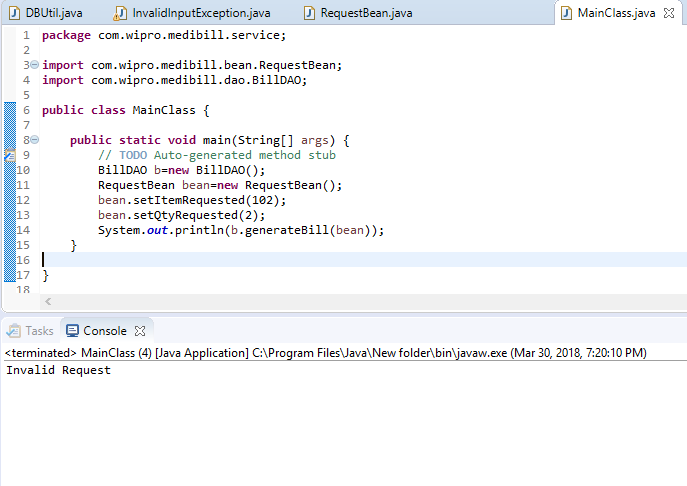 DBUtil.java InvalidInputException.java RequestBean.java MainClass.java
1 package com.wipro.medibill.service;
2
3 import com.wipro.medibill.bean.RequestBean;
4 import com.wipro.medibill.dao.BillDAO;
5
6 public class MainClass {
7
8     public static void main(String[] args) {
9         // TODO Auto-generated method stub
10         BillDAO b=new BillDAO();
11         RequestBean bean=new RequestBean();
12         bean.setItemRequested(102);
13         bean.setQtyRequested(2);
14         System.out.println(b.generateBill(bean));
15     }
16
17 }
18
Tasks Console
<terminated> MainClass (4) [Java Application] C:\Program Files\Java\New folder\bin\javaw.exe (Mar 30, 2018, 7:20:10 PM)
Invalid Request